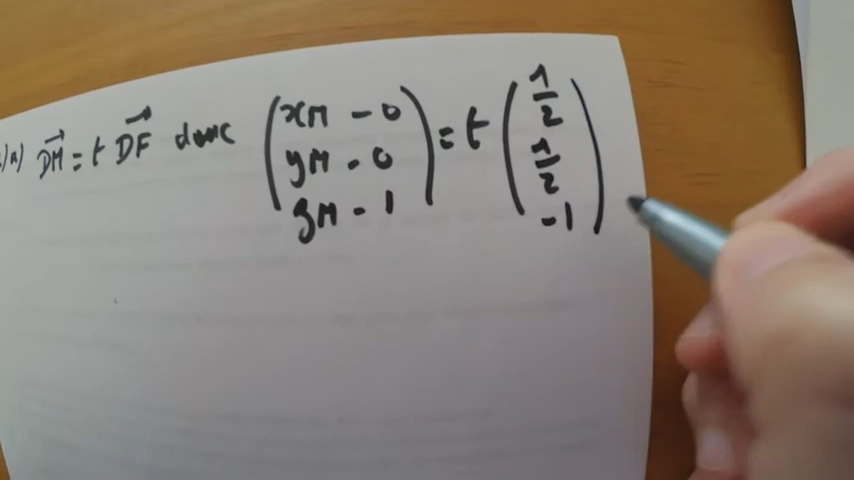 )a) DM = t DF donc (xM - 0) = t (1/2)
yM - 0 1/2
zM - 1 -1